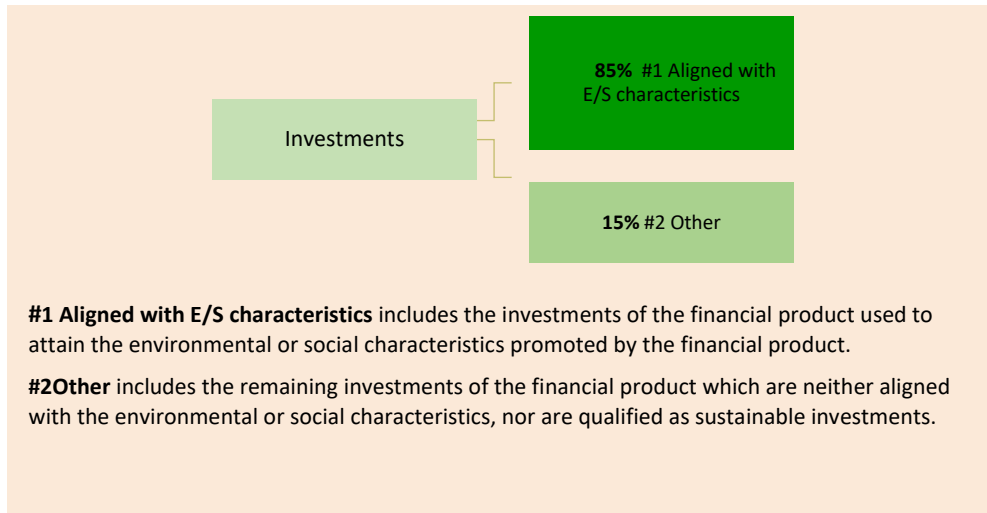 85% #1 Aligned with
E/S characteristics
Investments
15% #2 Other
#1 Aligned with E/S characteristics includes the investments of the financial product used to
attain the environmental or social characteristics promoted by the financial product.
#2Other includes the remaining investments of the financial product which are neither aligned
with the environmental or social characteristics, nor are qualified as sustainable investments.